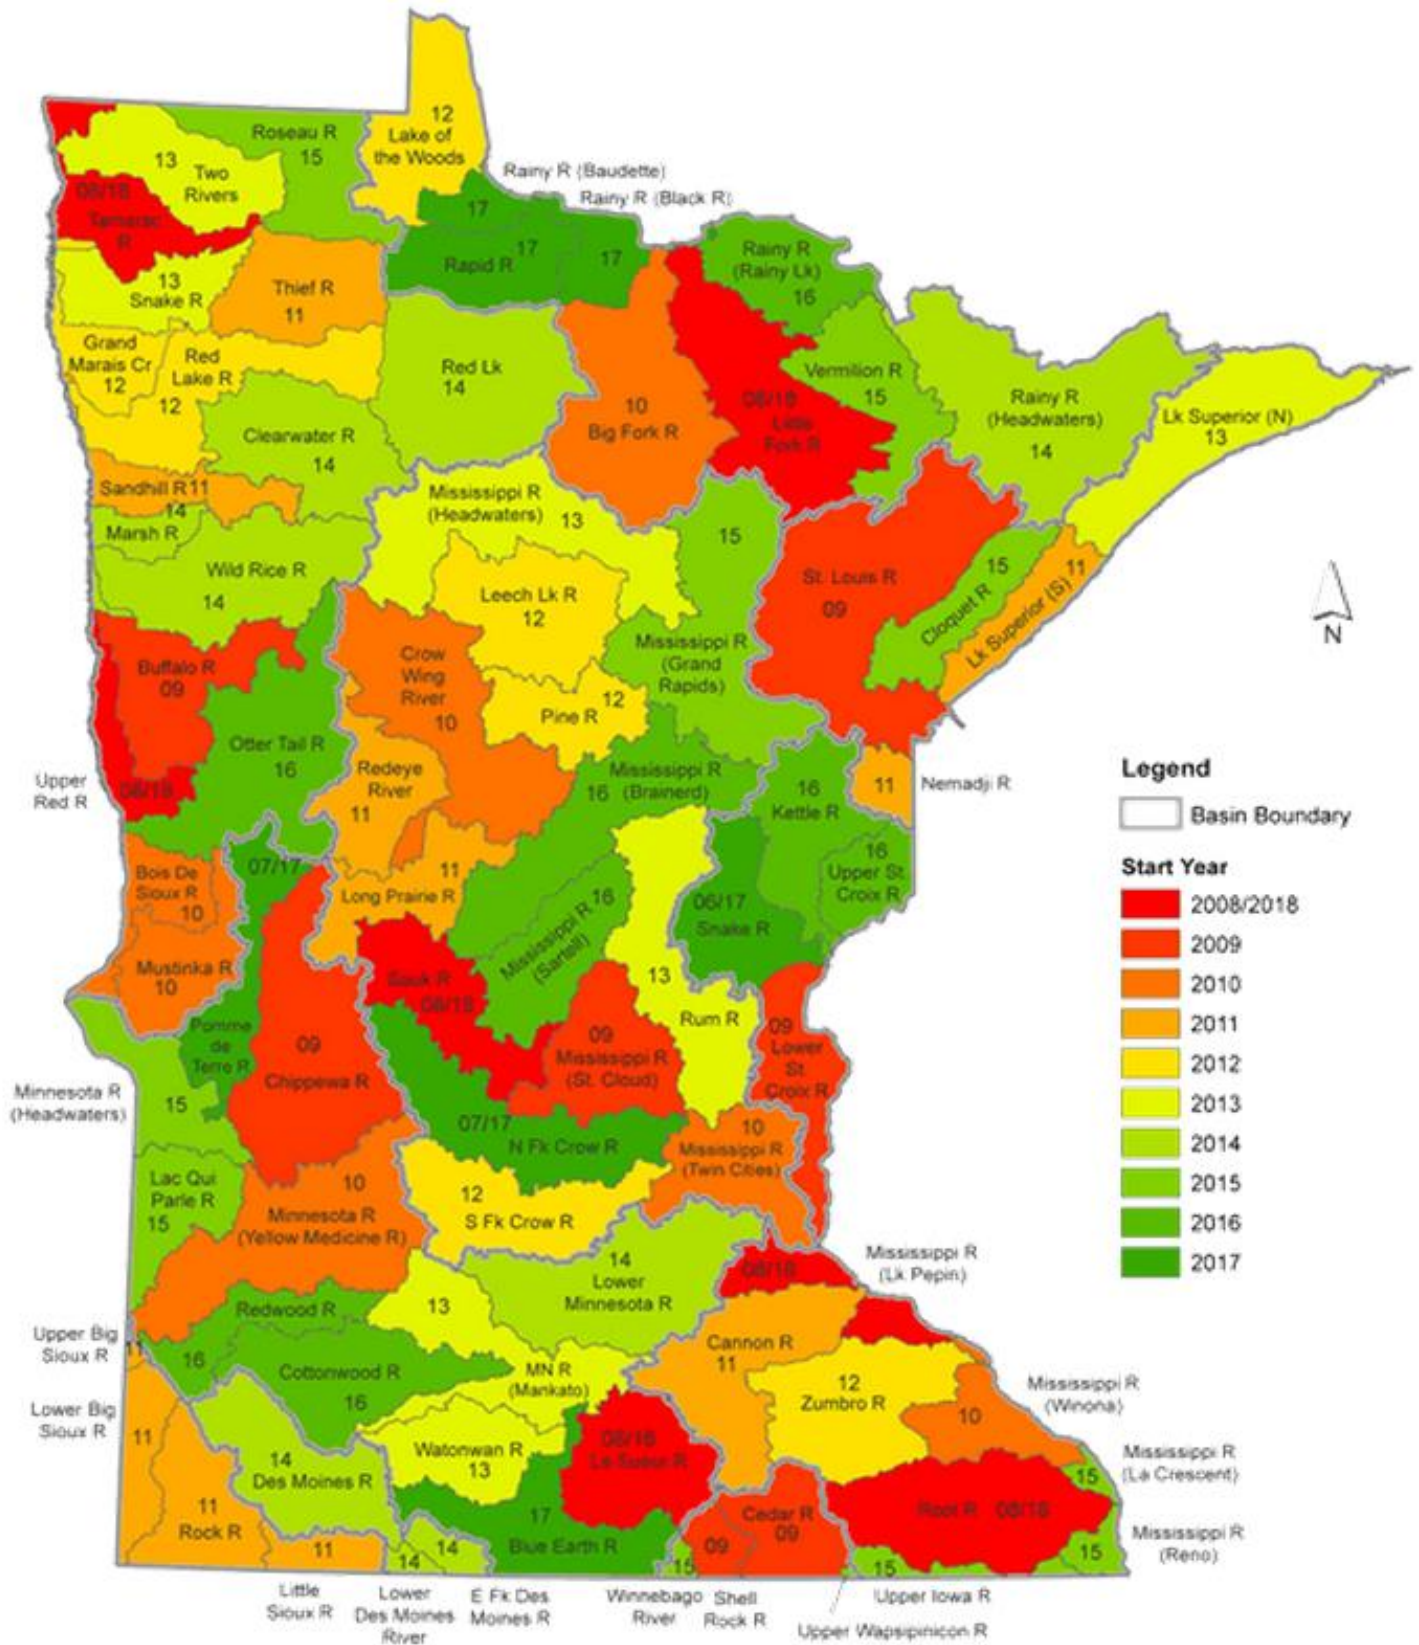 12
Lake of
the Woods
Roseau R
15
13
Two
Rivers
Rainy R (Baudette)
Rainy R (Black R)
08/18
Tamarac
R
17
Rapid R
17
17
Rainy R
(Rainy Lk)
16
13
Snake R
Thief R
11
Grand
Marais Cr
12
Red
Lake R
12
Red Lk
14
10
Big Fork R
08/18
Little
Fork R
Vermilion R
15
Rainy R
(Headwaters)
14
Lk Superior (N)
13
Clearwater R
14
Sandhill R 11
14
Marsh R
Mississippi R
(Headwaters)
13
15
Wild Rice R
14
Leech Lk R
12
St. Louis R
09
15
Cloquet R
11
Lk Superior (S)
N
Buffalo R
09
Crow
Wing
River
10
Mississippi R
(Grand
Rapids)
12
Pine R
Otter Tail R
16
Upper
Red R
08/18
Redeye
River
11
Mississippi R
(Brainerd)
16
16
Kettle R
11
Nemadji R
Legend
Basin Boundary
Start Year
2008/2018
2009
2010
2011
2012
2013
2014
2015
2016
2017
Bois De
Sioux R
10
07/17
11
Long Prairie R
16
Mississippi R
(Sartell)
06/17
Snake R
16
Upper St.
Croix R
Mustinka R
10
Sauk R
08/18
13
Rum R
Pomme
de
Terre R
09
Chippewa R
09
Mississippi R
(St. Cloud)
09
Lower
St
Croix R
Minnesota R
(Headwaters)
15
07/17
N Fk Crow R
10
Mississippi R
(Twin Cities)
Lac Qui
Parle R
15
10
Minnesota R
(Yellow Medicine R)
12
S Fk Crow R
14
Lower
Minnesota R
08/18
Mississippi R
(Lk Pepin)
Redwood R
16
13
Upper Big
Sioux R
11
Cottonwood R
16
MN R
(Mankato)
Cannon R
11
12
Zumbro R
10
Mississippi R
(Winona)
Lower Big
Sioux R
11
14
Des Moines R
Watonwan R
13
08/18
Le Sueur R
Mississippi R
(La Crescent)
15
11
Rock R
17
Blue Earth R
Cedar R
09
09
Root R 08/18
Mississippi R
(Reno)
15
11
14
14
15
15
Little
Sioux R
Lower
Des Moines
River
E Fk Des
Moines R
Winnebago
River
Shell
Rock R
Upper Iowa R
Upper Wapsipinicon R